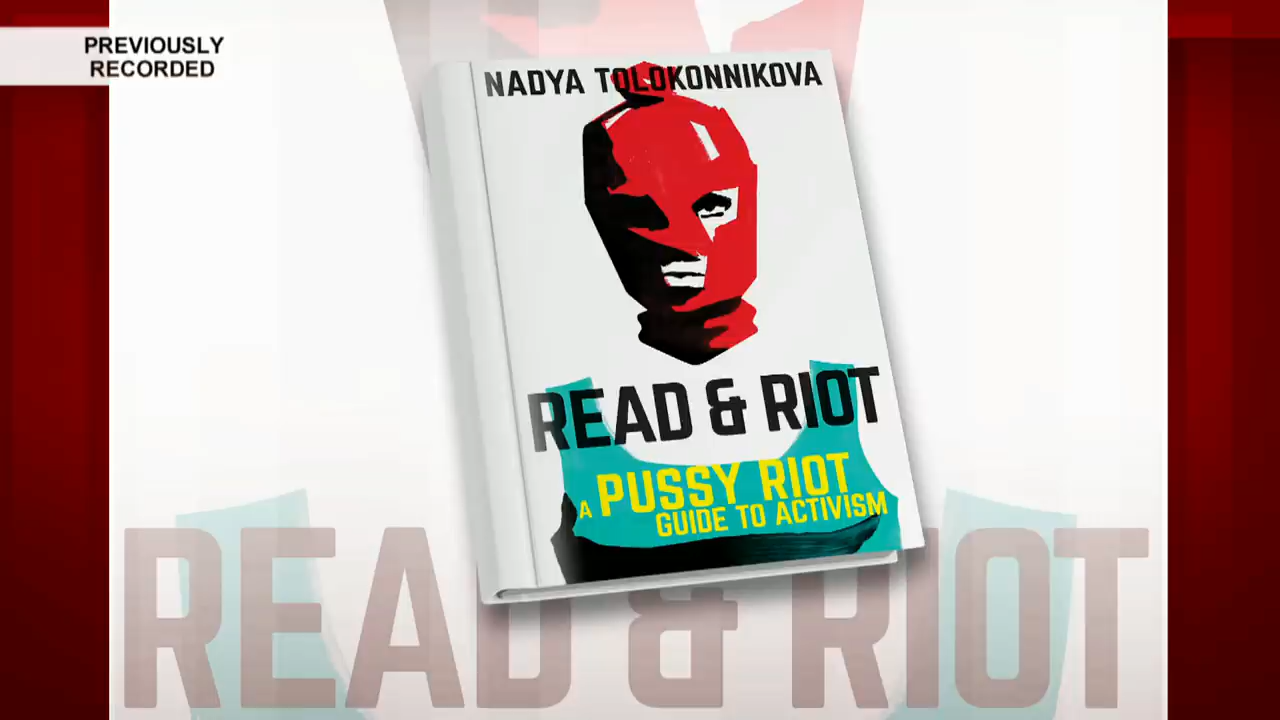 PREVIOUSLY
RECORDED
NADYA TOLOKONNIKOVA
READ & RIOT
A PUSSY RIOT
GUIDE TO ACTIVISM
READ & RIOT